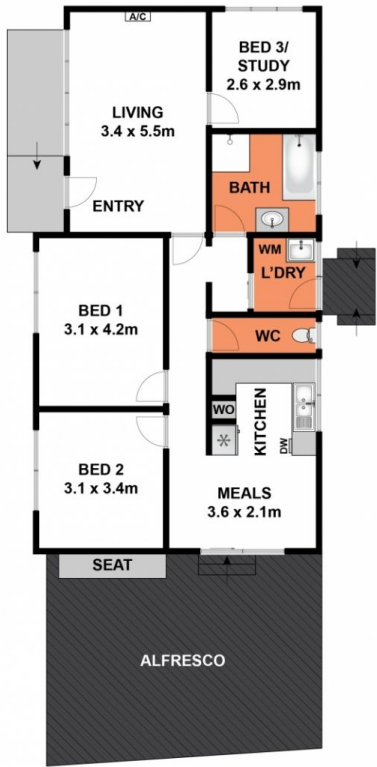 A/C
BED 3/
STUDY
2.6 x 2.9m
LIVING
3.4 x 5.5m
BATH
ENTRY
WM
L'DRY
BED 1
3.1 x 4.2m
WC
WO
KITCHEN
DW
BED 2
3.1 x 3.4m
MEALS
3.6 x 2.1m
SEAT
ALFRESCO